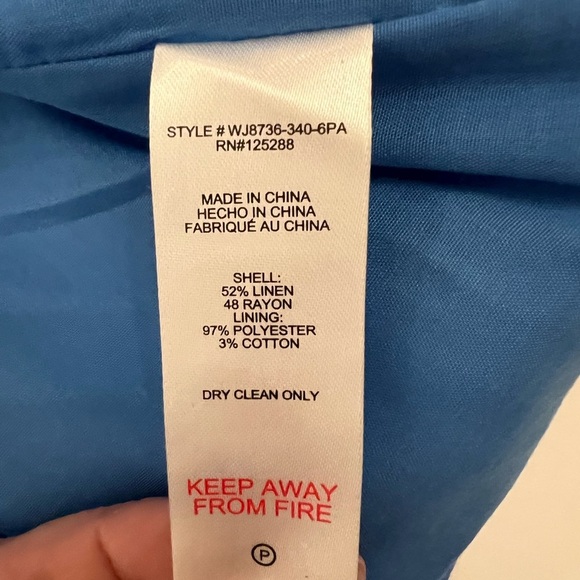 STYLE # WJ8736-340-6PA
RN#125288
MADE IN CHINA
HECHO IN CHINA
FABRIQUÉ AU CHINA
SHELL:
52% LINEN
48 RAYON
LINING:
97% POLYESTER
3% COTTON
DRY CLEAN ONLY
KEEP AWAY
FROM FIRE
P